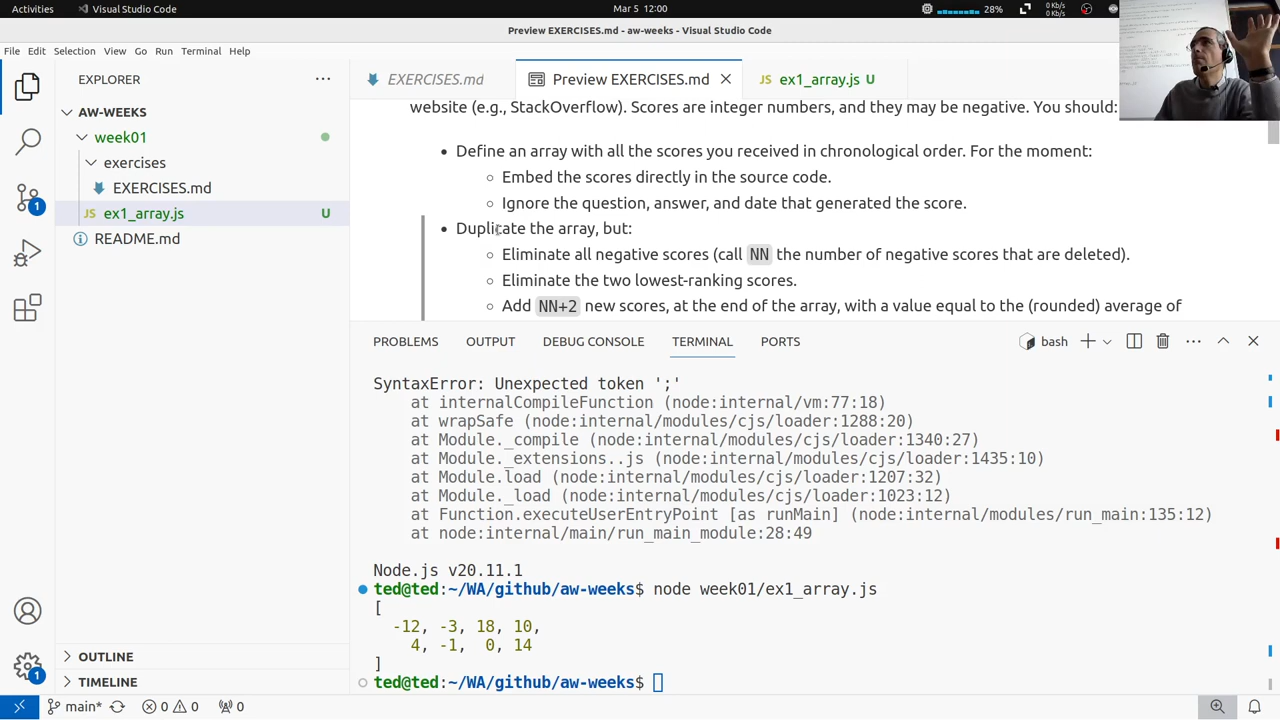 Activities
Visual Studio Code
Mar 5 12:00
28%
0 Kb/s
0 Kb/s
Preview EXERCISES.md - aw-weeks - Visual Studio Code
File Edit Selection View Go Run Terminal Help
EXPLORER
EXERCISES.md
Preview EXERCISES.md
JS ex1_array.js U
AW-WEEKS
week01
exercises
EXERCISES.md
JS ex1_array.js U
README.md
1
website (e.g., StackOverflow). Scores are integer numbers, and they may be negative. You should:
• Define an array with all the scores you received in chronological order. For the moment:
◦ Embed the scores directly in the source code.
◦ Ignore the question, answer, and date that generated the score.
• Duplicate the array, but:
◦ Eliminate all negative scores (call NN the number of negative scores that are deleted).
◦ Eliminate the two lowest-ranking scores.
◦ Add NN+2 new scores, at the end of the array, with a value equal to the (rounded) average of
PROBLEMS OUTPUT DEBUG CONSOLE TERMINAL PORTS
bash
SyntaxError: Unexpected token ';'
at internalCompileFunction (node:internal/vm:77:18)
at wrapSafe (node:internal/modules/cjs/loader:1288:20)
at Module._compile (node:internal/modules/cjs/loader:1340:27)
at Module._extensions..js (node:internal/modules/cjs/loader:1435:10)
at Module.load (node:internal/modules/cjs/loader:1207:32)
at Module._load (node:internal/modules/cjs/loader:1023:12)
at Function.executeUserEntryPoint [as runMain] (node:internal/modules/run_main:135:12)
at node:internal/main/run_main_module:28:49
Node.js v20.11.1
ted@ted:~/WA/github/aw-weeks$ node week01/ex1_array.js
[
-12, -3, 18, 10,
4, -1, 0, 14
]
ted@ted:~/WA/github/aw-weeks$
OUTLINE
TIMELINE
1
main* 0 0 0